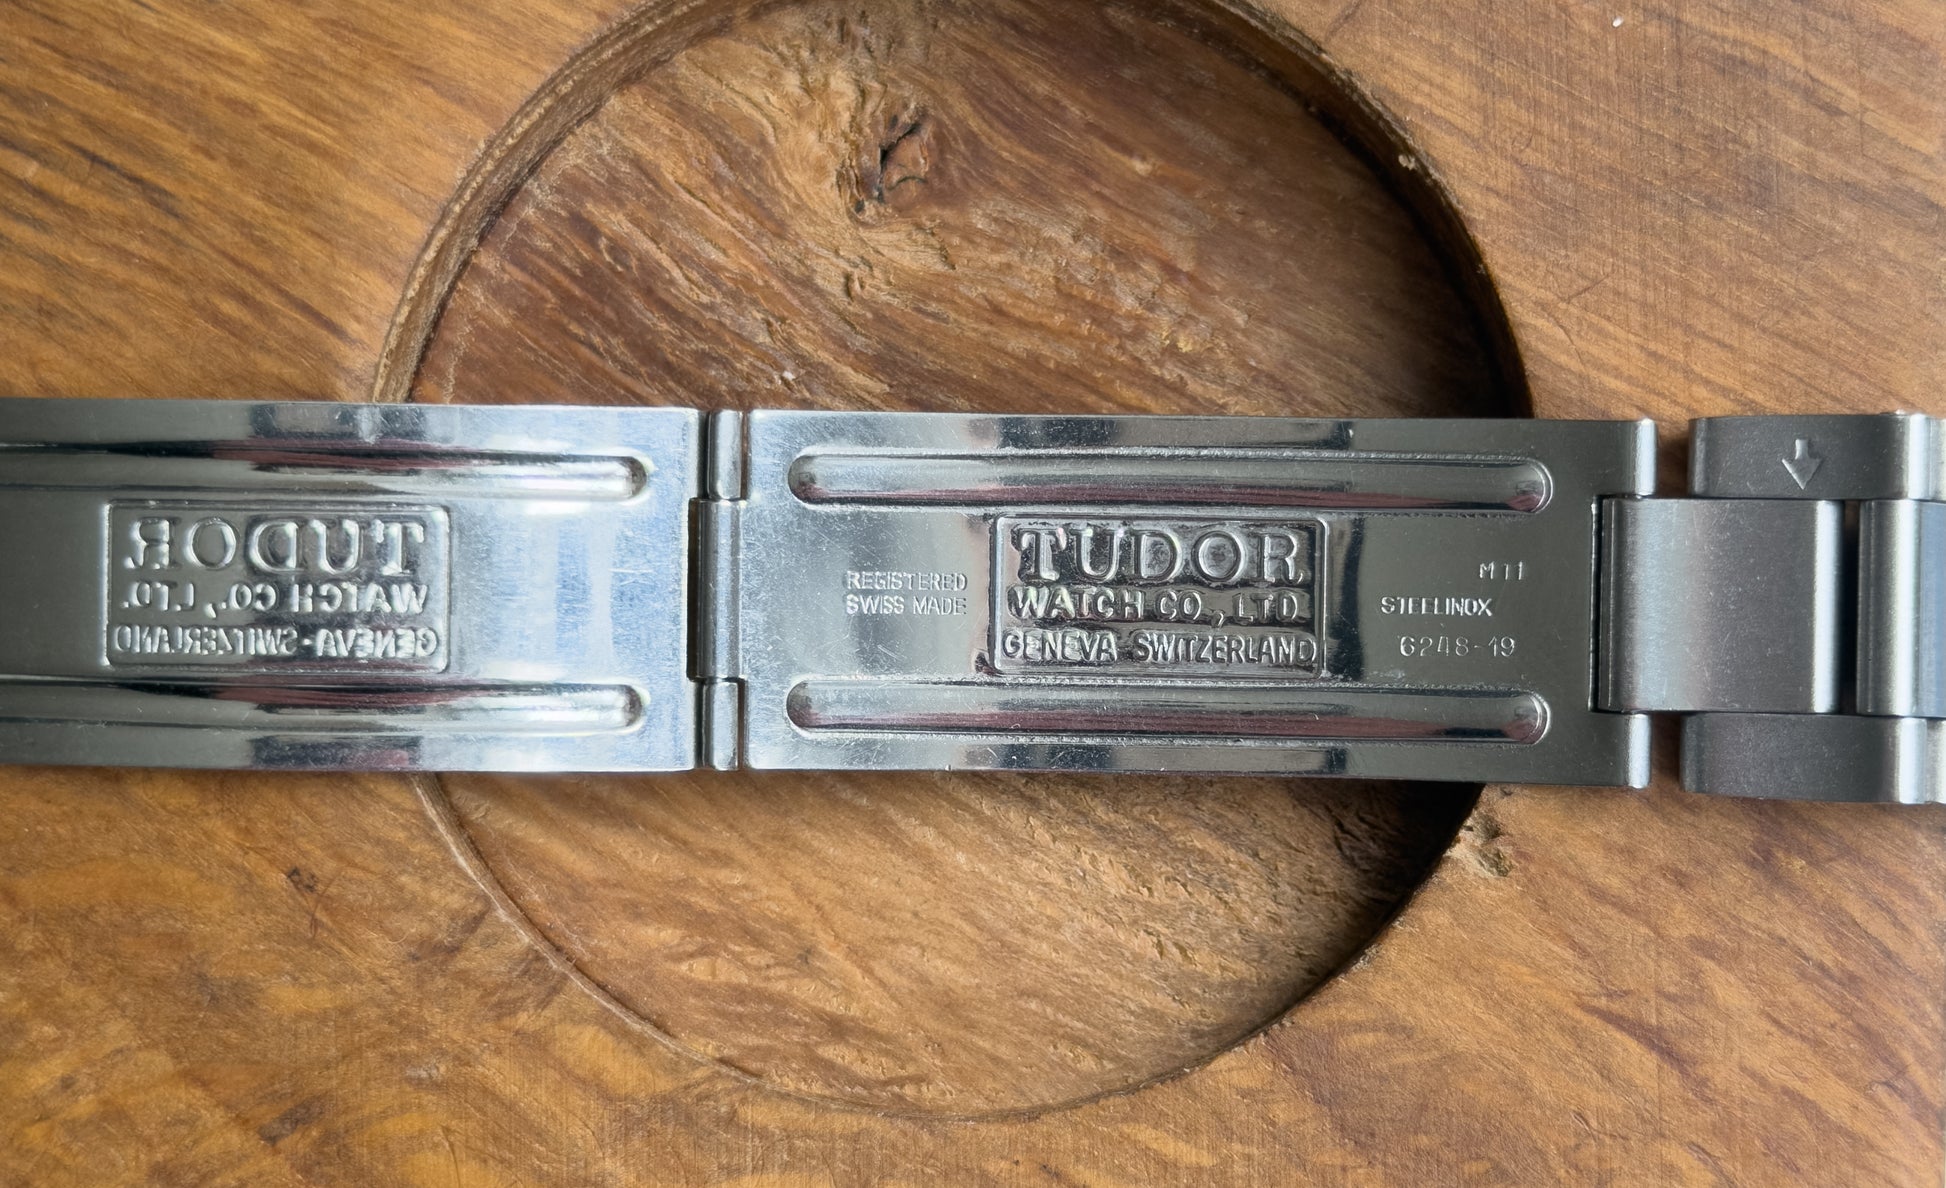 TUDOR
WATCH CO., LTD.
GENEVA-SWITZERLAND
REGISTERED
SWISS MADE
TUDOR
WATCH CO., LTD.
GENEVA SWITZERLAND
M11
STEELINOX
6248-19